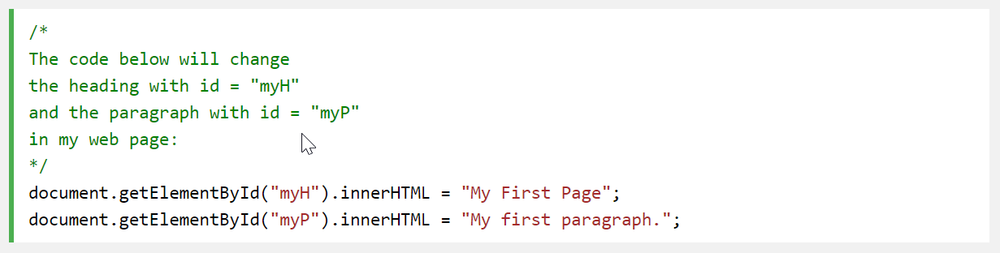 /*
The code below will change
the heading with id = "myH"
and the paragraph with id = "myP"
in my web page:
*/
document.getElementById("myH").innerHTML = "My First Page";
document.getElementById("myP").innerHTML = "My first paragraph.";